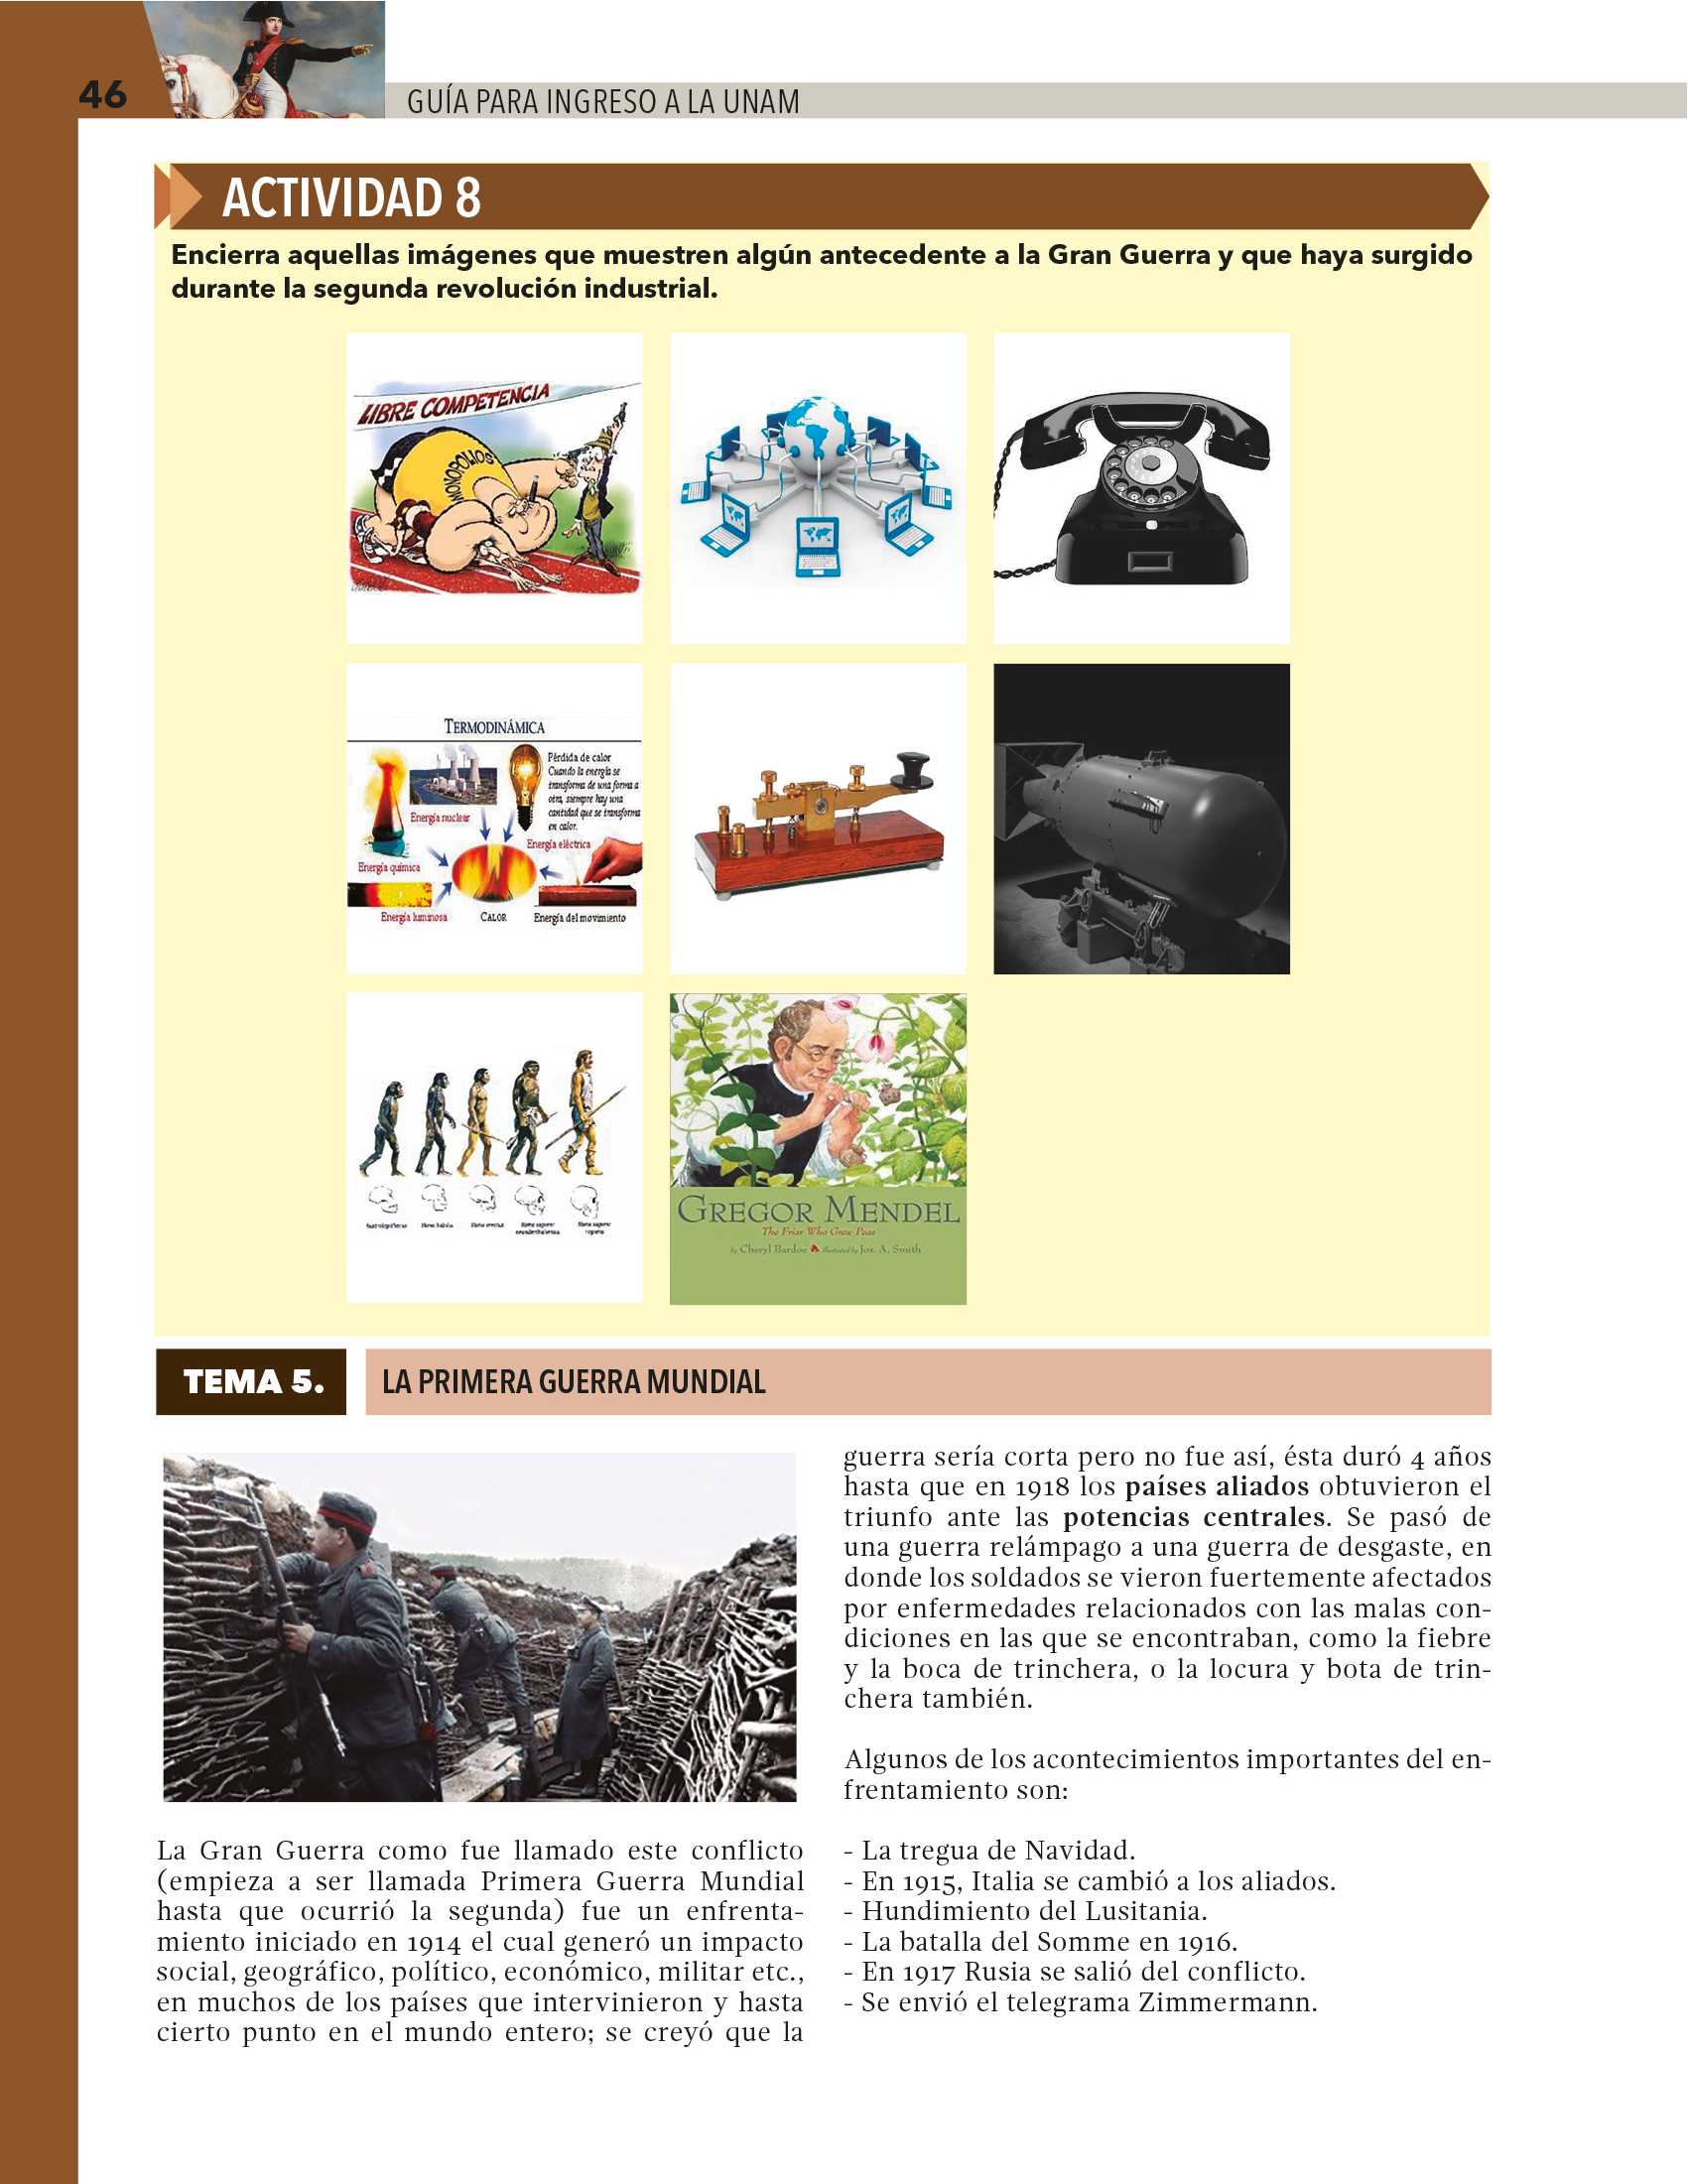 46
GUÍA PARA INGRESO A LA UNAM
ACTIVIDAD 8
Encierra aquellas imágenes que muestren algún antecedente a la Gran Guerra y que haya surgido
durante la segunda revolución industrial.
LIBRE COMPETENCIA
MONOPOLIOS
TERMODINÁMICA
Pérdida de calor
Cuando la energía se
transforma de una forma a
otra, siempre hay una
cantidad que se transforma
en calor.
Energía nuclear
Energía eléctrica
Energía química
Energía luminosa
CALOR
Energía del movimiento
Homo habilis
Homo erectus
GREGOR MENDEL
The Friar Who Grew Peas
by Cheryl Bardoe illustrated by Jos. A. Smith
TEMA 5.
LA PRIMERA GUERRA MUNDIAL
La Gran Guerra como fue llamado este conflicto
(empieza a ser llamada Primera Guerra Mundial
hasta que ocurrió la segunda) fue un enfrenta-
miento iniciado en 1914 el cual generó un impacto
social, geográfico, político, económico, militar etc.,
en muchos de los países que intervinieron y hasta
cierto punto en el mundo entero; se creyó que la
guerra sería corta pero no fue así, ésta duró 4 años
hasta que en 1918 los países aliados obtuvieron el
triunfo ante las potencias centrales. Se pasó de
una guerra relámpago a una guerra de desgaste, en
donde los soldados se vieron fuertemente afectados
por enfermedades relacionados con las malas con-
diciones en las que se encontraban, como la fiebre
y la boca de trinchera, o la locura y bota de trin-
chera también.
Algunos de los acontecimientos importantes del en-
frentamiento son:
- La tregua de Navidad.
- En 1915, Italia se cambió a los aliados.
- Hundimiento del Lusitania.
- La batalla del Somme en 1916.
- En 1917 Rusia se salió del conflicto.
- Se envió el telegrama Zimmermann.